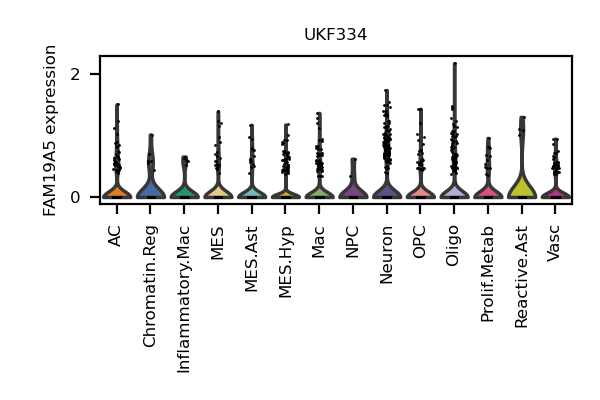 UKF334
FAM19A5 expression
2
0
AC
Chromatin.Reg
Inflammatory.Mac
MES
MES.Ast
MES.Hyp
Mac
NPC
Neuron
OPC
Oligo
Prolif.Metab
Reactive.Ast
Vasc